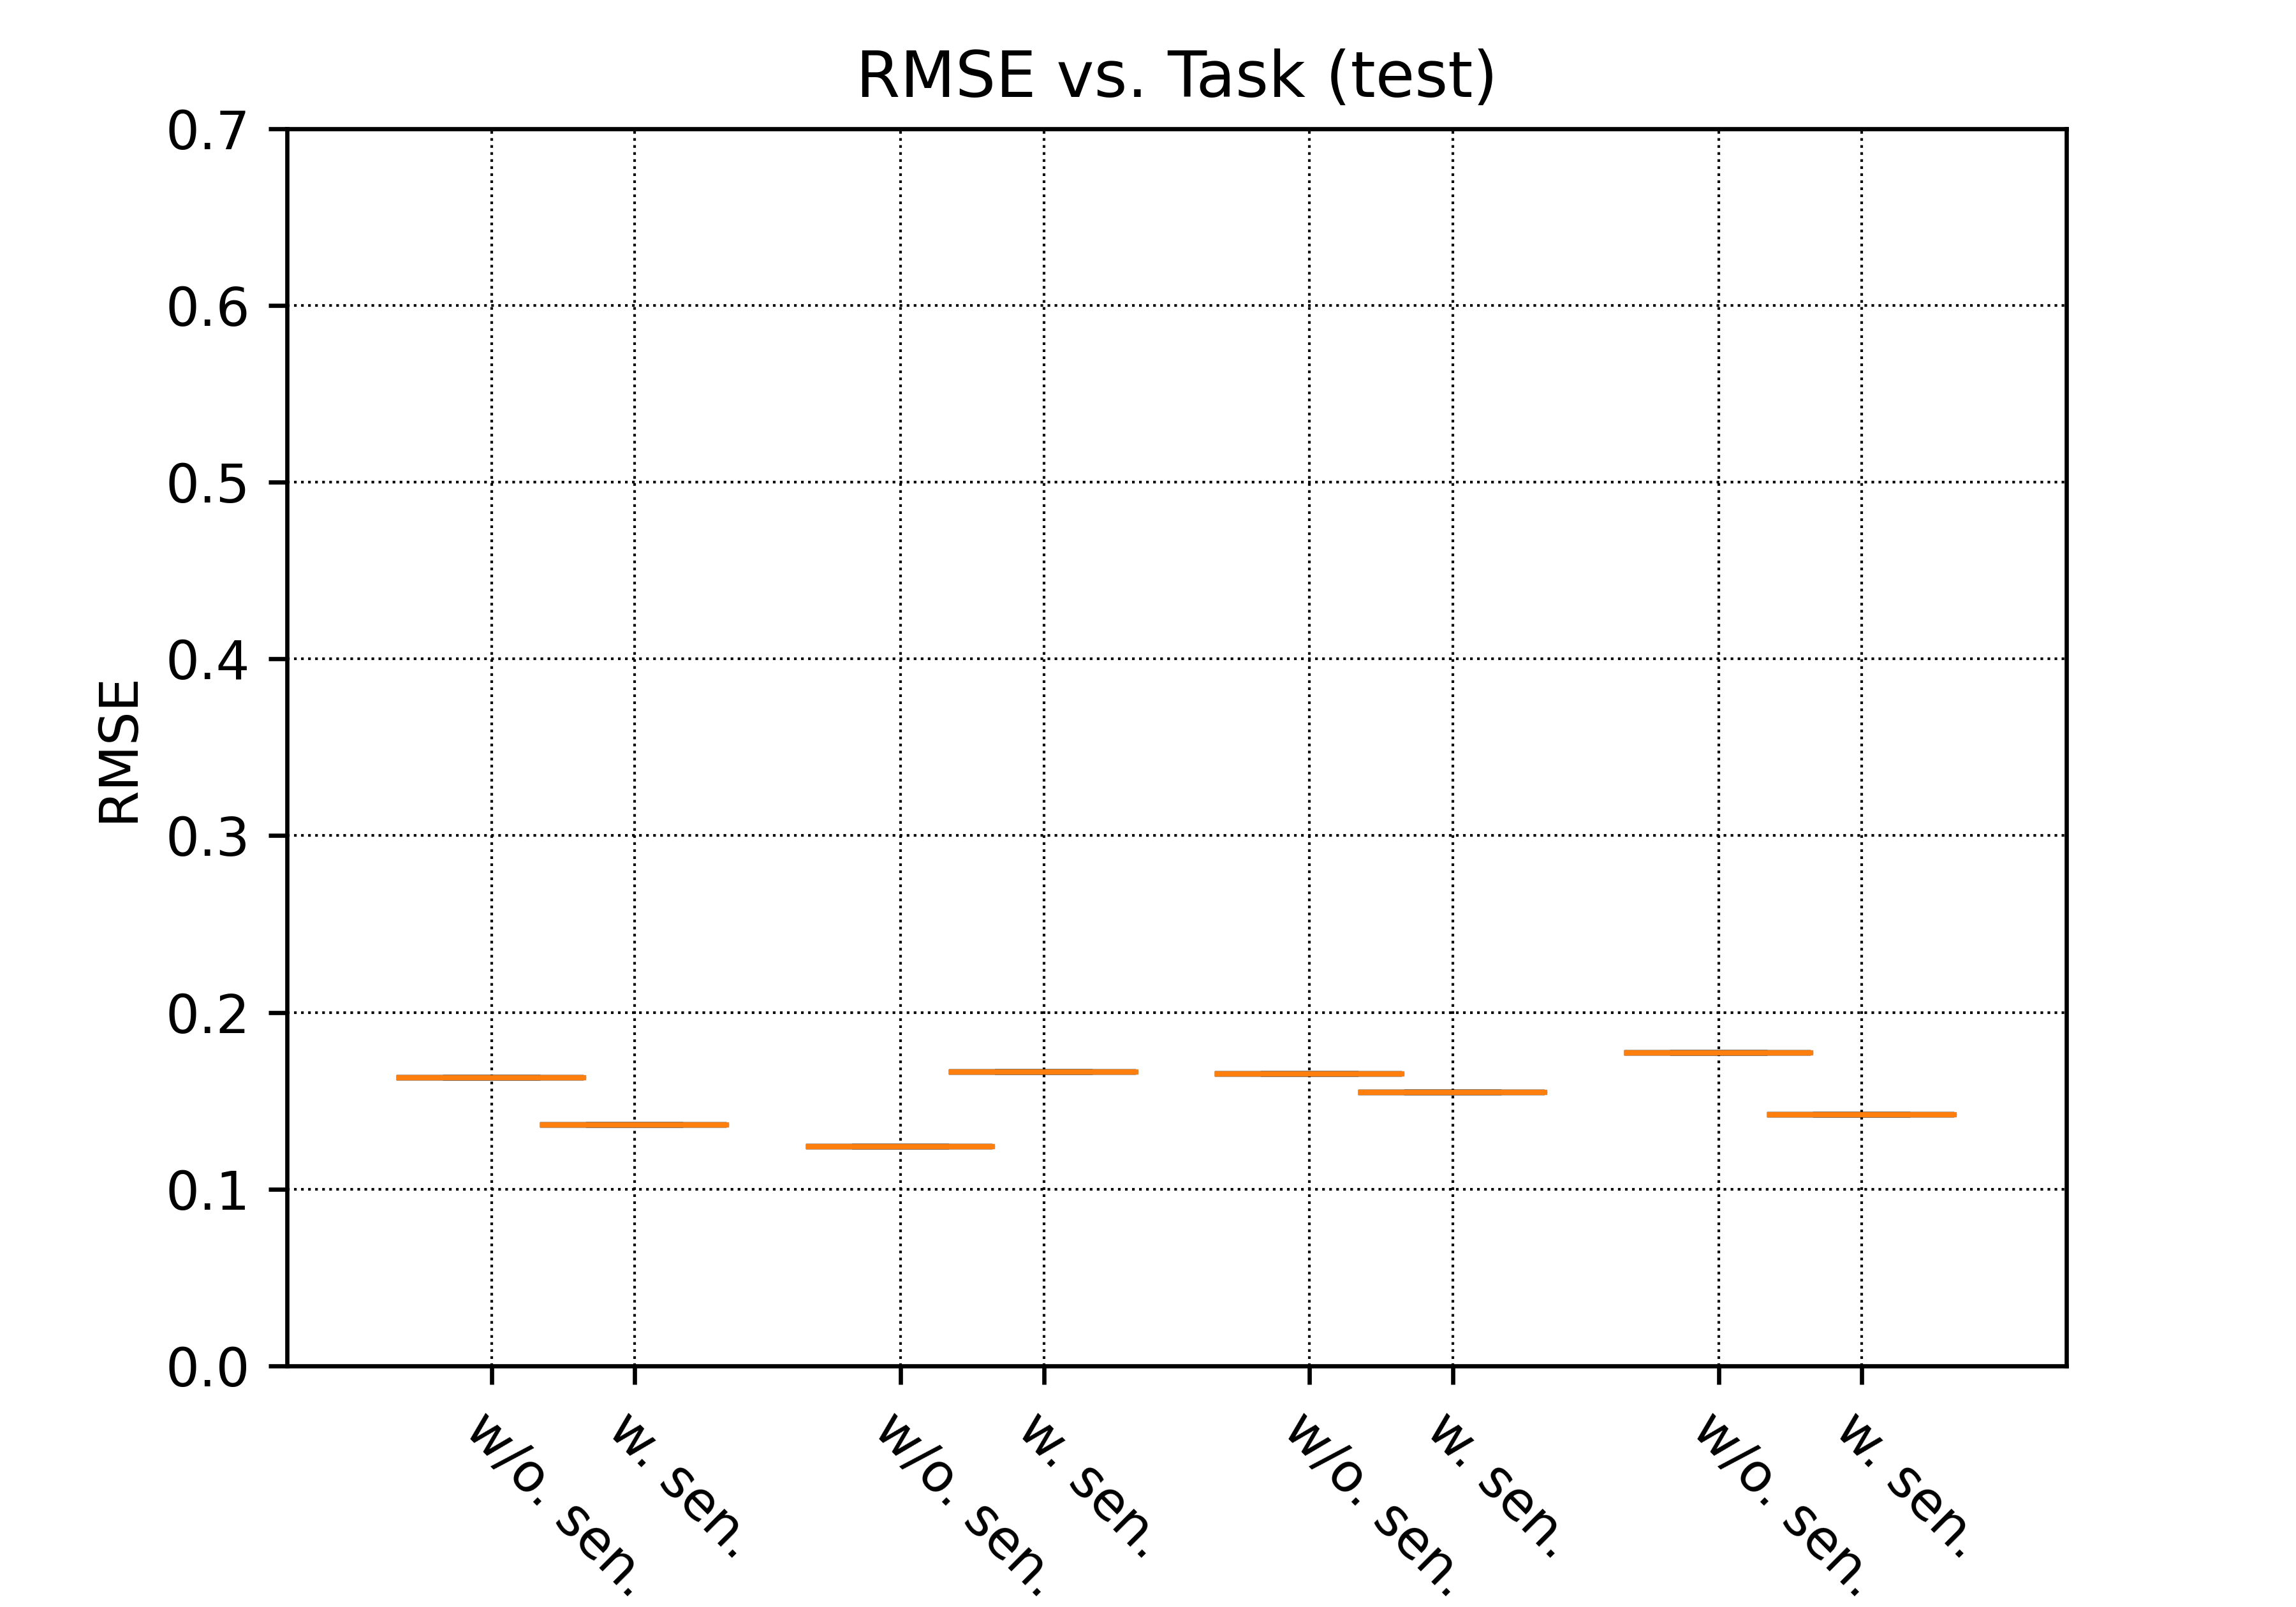 RMSE vs. Task (test)
RMSE
0.7
0.6
0.5
0.4
0.3
0.2
0.1
0.0
w/o. sen.
w. sen.
w/o. sen.
w. sen.
w/o. sen.
w. sen.
w/o. sen.
w. sen.